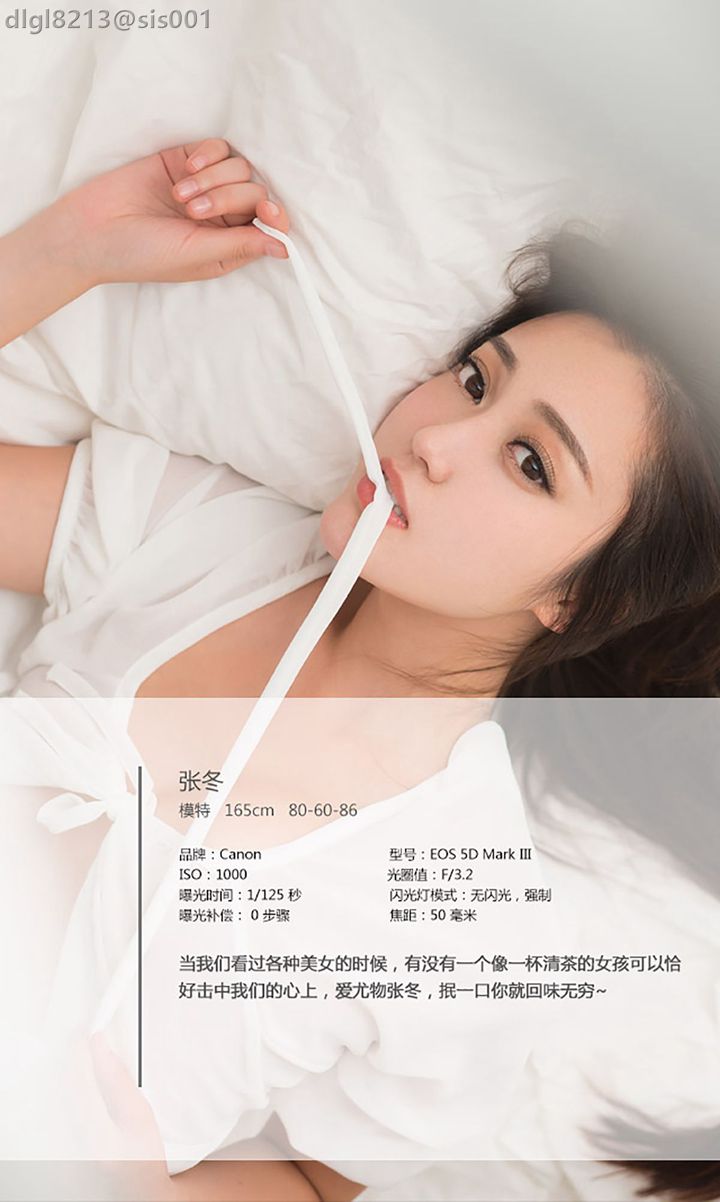 dlgl8213@sis001
张冬
模特 165cm 80-60-86
品牌：Canon 型号：EOS 5D Mark III
ISO：1000 光圈值：F/3.2
曝光时间：1/125 秒 闪光灯模式：无闪光，强制
曝光补偿： 0 步骤 焦距：50 毫米
当我们看过各种美女的时候，有没有一个像一杯清茶的女孩可以恰
好击中我们的心上，爱尤物张冬，抿一口你就回味无穷~